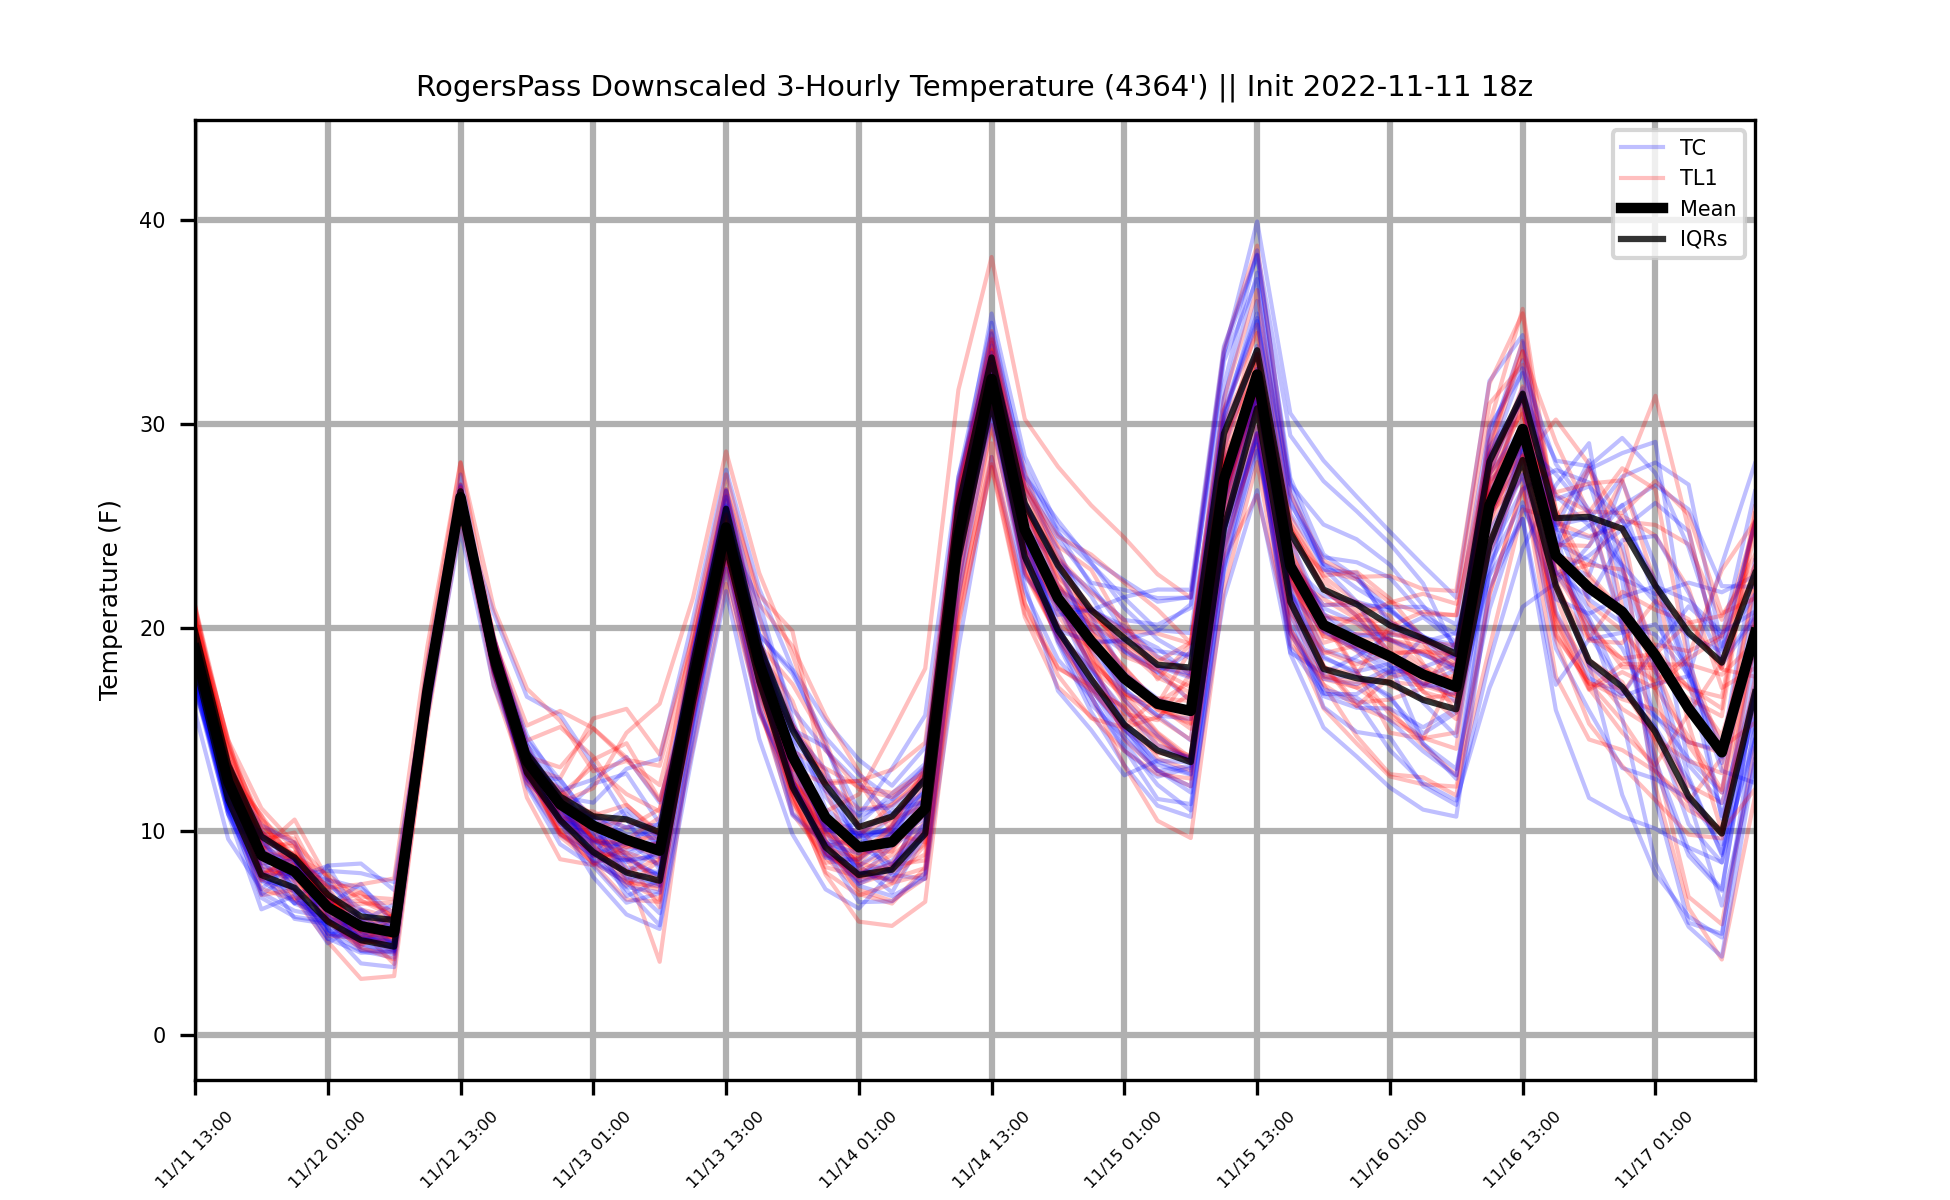 RogersPass Downscaled 3-Hourly Temperature (4364') || Init 2022-11-11 18z
TC
TL1
Mean
IQRs
Temperature (F)
40
30
20
10
0
11/11 13:00
11/12 01:00
11/12 13:00
11/13 01:00
11/13 13:00
11/14 01:00
11/14 13:00
11/15 01:00
11/15 13:00
11/16 01:00
11/16 13:00
11/17 01:00